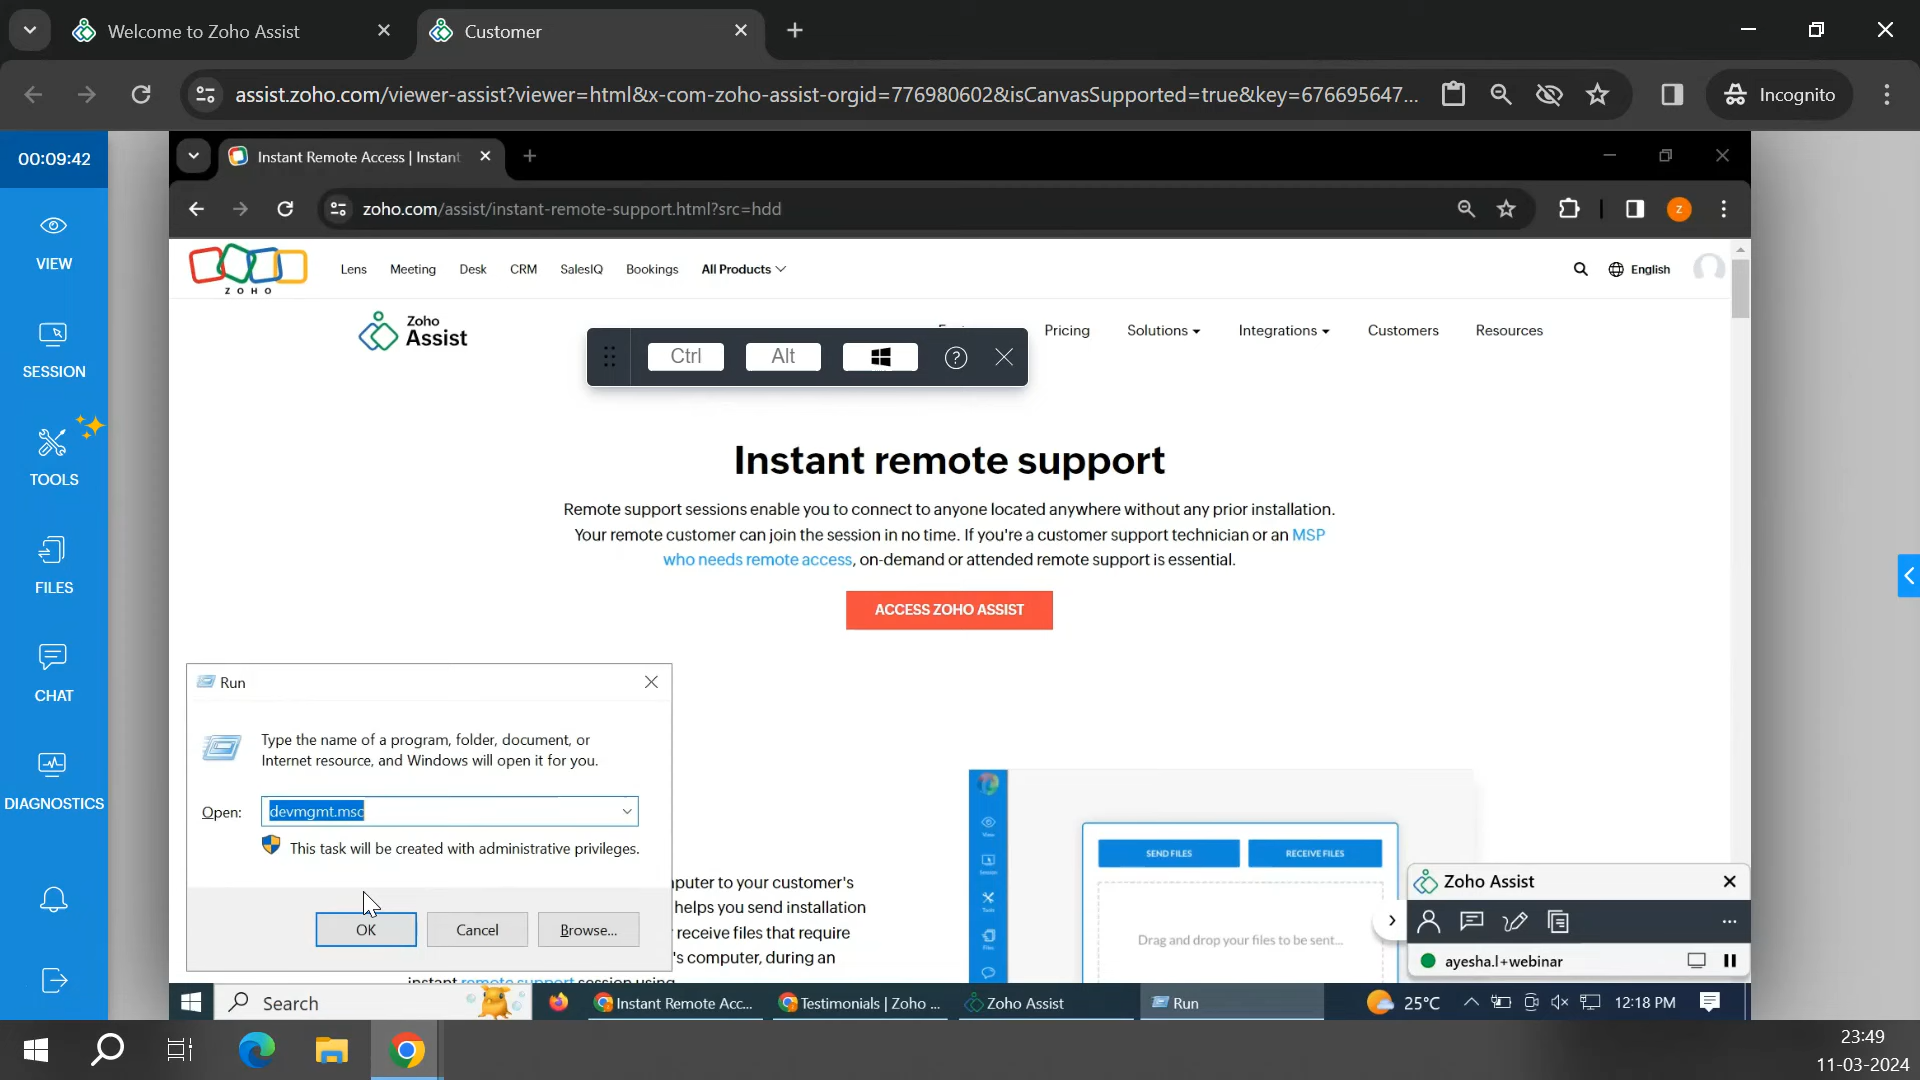 Welcome to Zoho Assist
Customer
assist.zoho.com/viewer-assist?viewer=html&x-com-zoho-assist-orgid=776980602&isCanvasSupported=true&key=676695647...
Incognito
00:09:42
VIEW
SESSION
TOOLS
FILES
CHAT
DIAGNOSTICS
Instant Remote Access | Instant
zoho.com/assist/instant-remote-support.html?src=hdd
ZOHO
Lens Meeting Desk CRM SalesIQ Bookings All Products
English
Zoho
Assist
Pricing Solutions Integrations Customers Resources
Ctrl Alt
Instant remote support
Remote support sessions enable you to connect to anyone located anywhere without any prior installation.
Your remote customer can join the session in no time. If you're a customer support technician or an MSP
who needs remote access, on-demand or attended remote support is essential.
ACCESS ZOHO ASSIST
Run
Type the name of a program, folder, document, or
Internet resource, and Windows will open it for you.
Open: devmgmt.msc
This task will be created with administrative privileges.
OK Cancel Browse...
puter to your customer's
helps you send installation
receive files that require
's computer, during an
instant remote support session using
View
Session
Tools
Files
SEND FILES RECEIVE FILES
Drag and drop your files to be sent...
Zoho Assist
ayesha.l+webinar
Search
Instant Remote Acc...
Testimonials | Zoho ...
Zoho Assist
Run
25°C
12:18 PM
23:49
11-03-2024